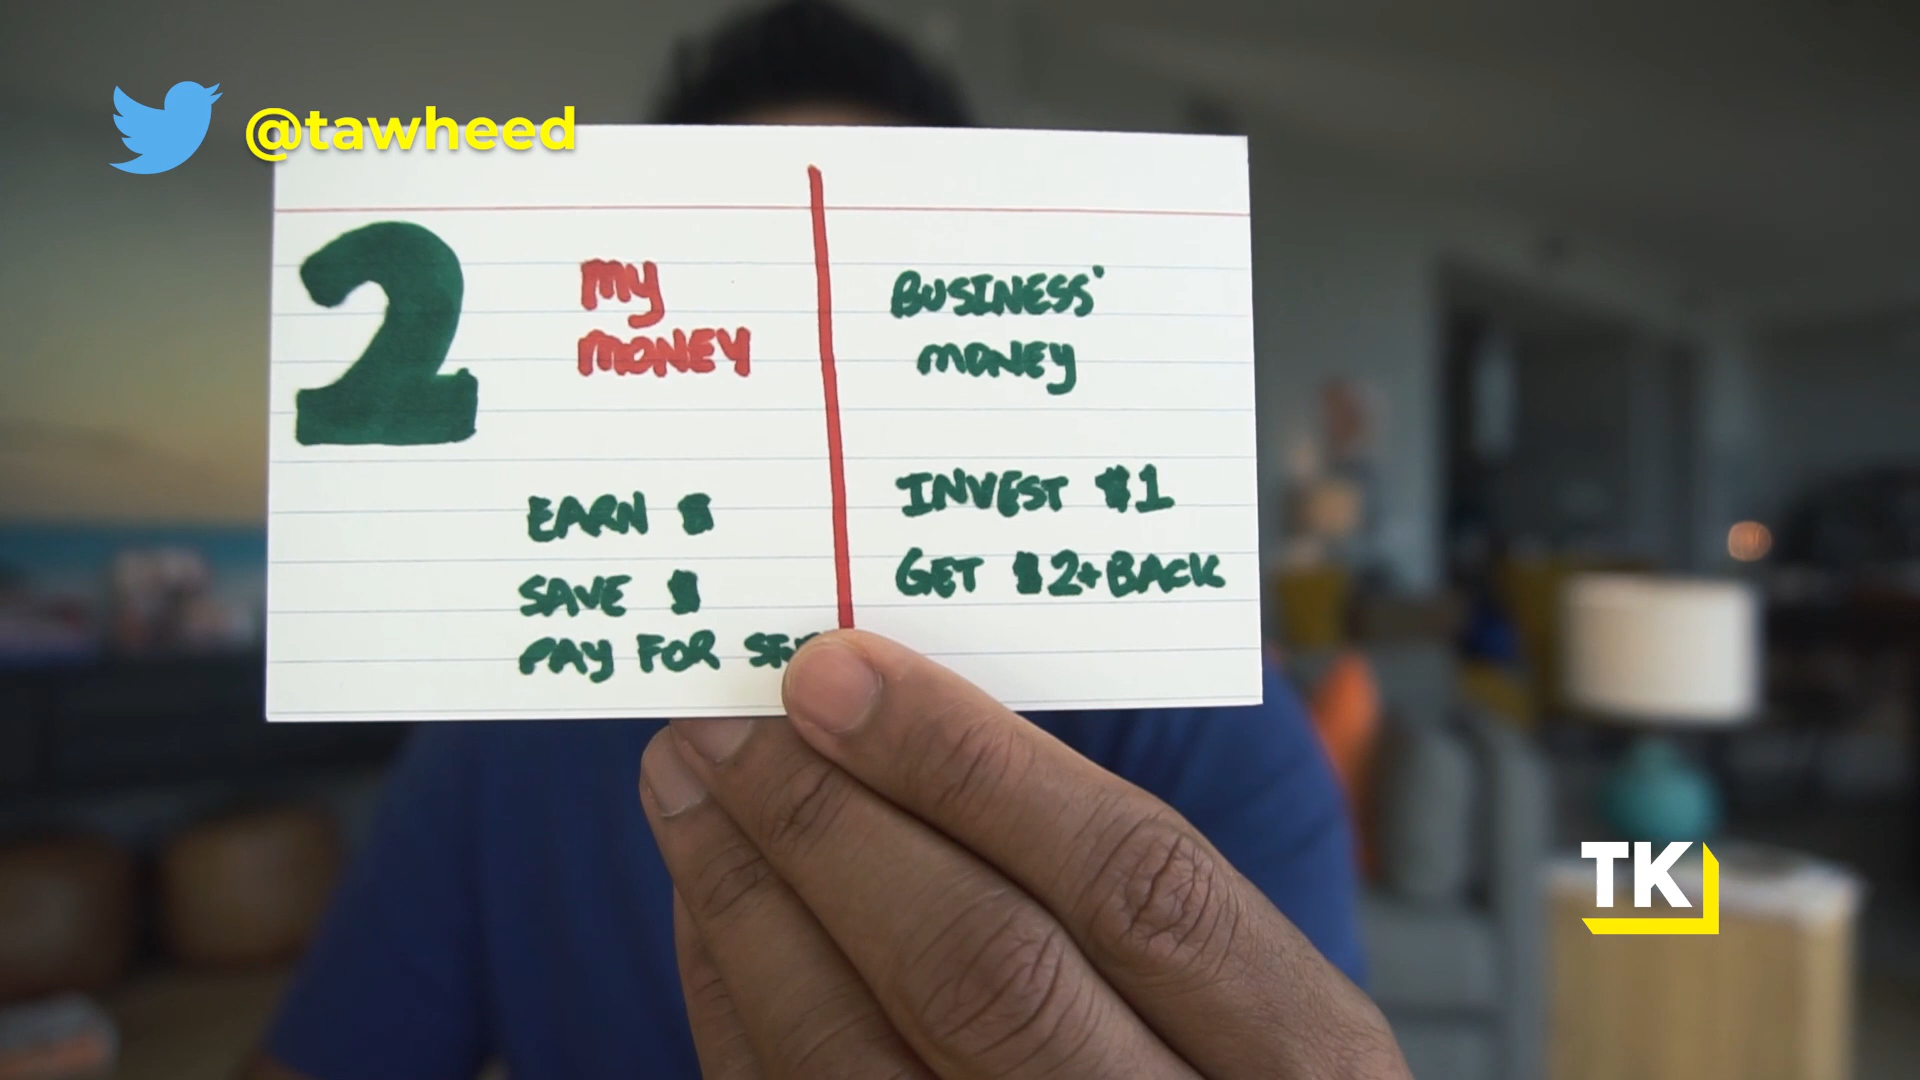 @tawheed
2
My
MONEY
EARN $
SAVE $
PAY FOR
BUSINESS'
MONEY
INVEST $1
GET $2+ BACK
TK